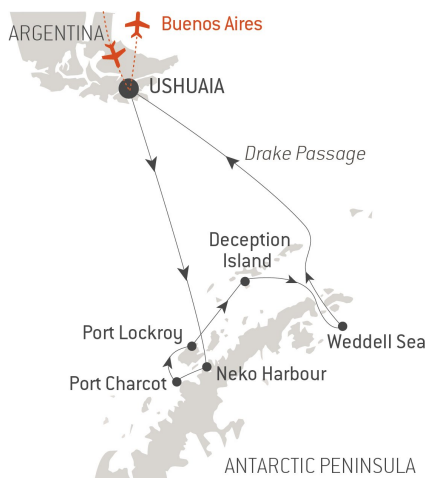 ARGENTINA
Buenos Aires
USHUAIA
Drake Passage
Deception
Island
Port Lockroy
Weddell Sea
Neko Harbour
Port Charcot
ANTARCTIC PENINSULA